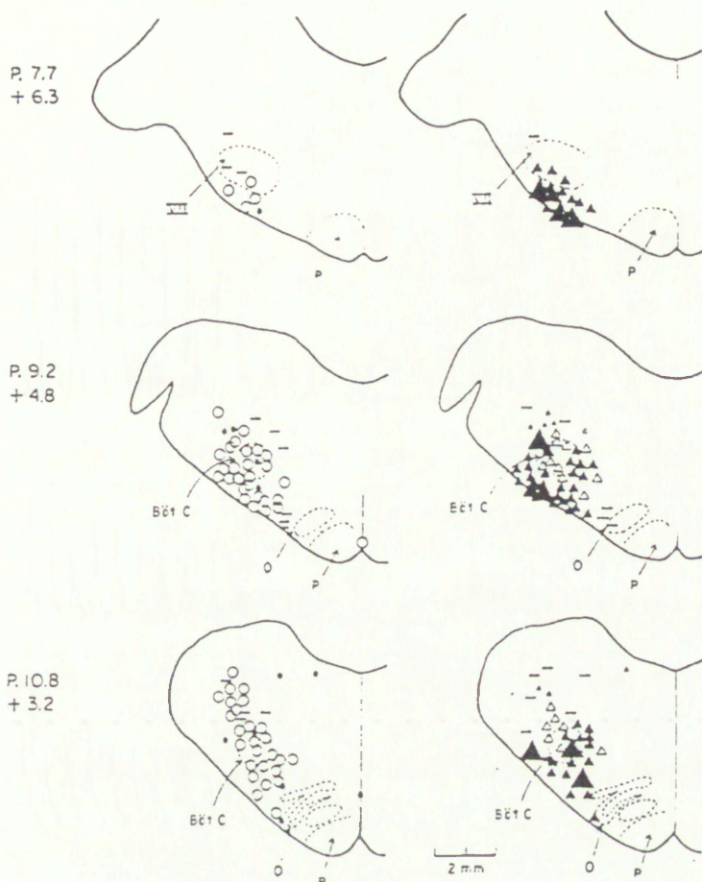 P. 7.7
+ 6.3
VII
P
VII
P
P. 9.2
+ 4.8
Böt C
O
P
Böt C
O
P
P. 10.8
+ 3.2
Böt C
O
P
Böt C
O
P
2 mm